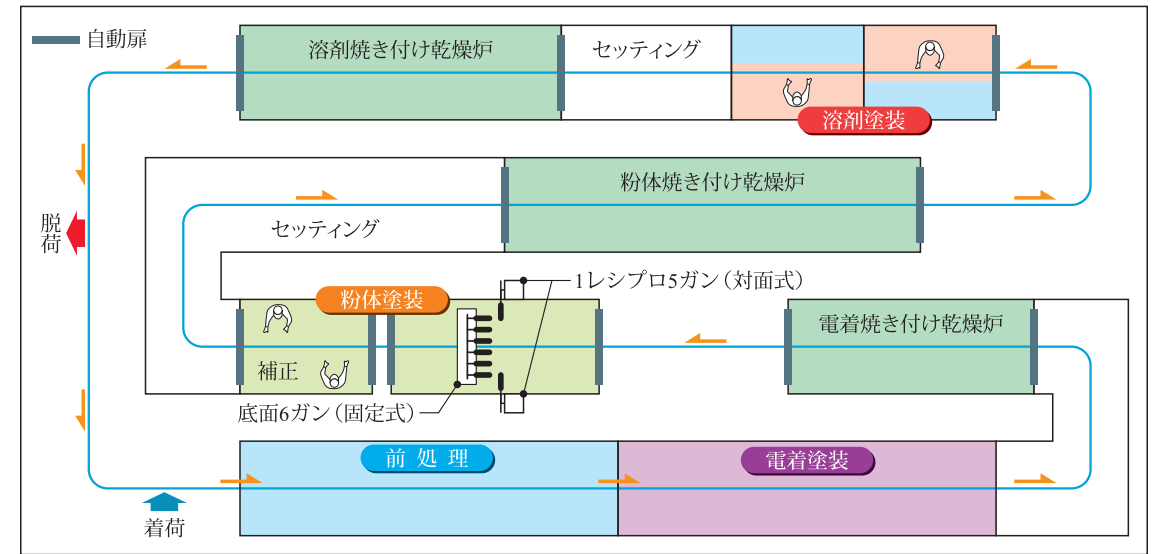 自動扉
溶剤焼き付け乾燥炉
セッティング
溶剤塗装
粉体焼き付け乾燥炉
セッティング
脱荷
1レシプロ5ガン(対面式)
粉体塗装
電着焼き付け乾燥炉
補正
底面6ガン(固定式)
前処理
電着塗装
着荷